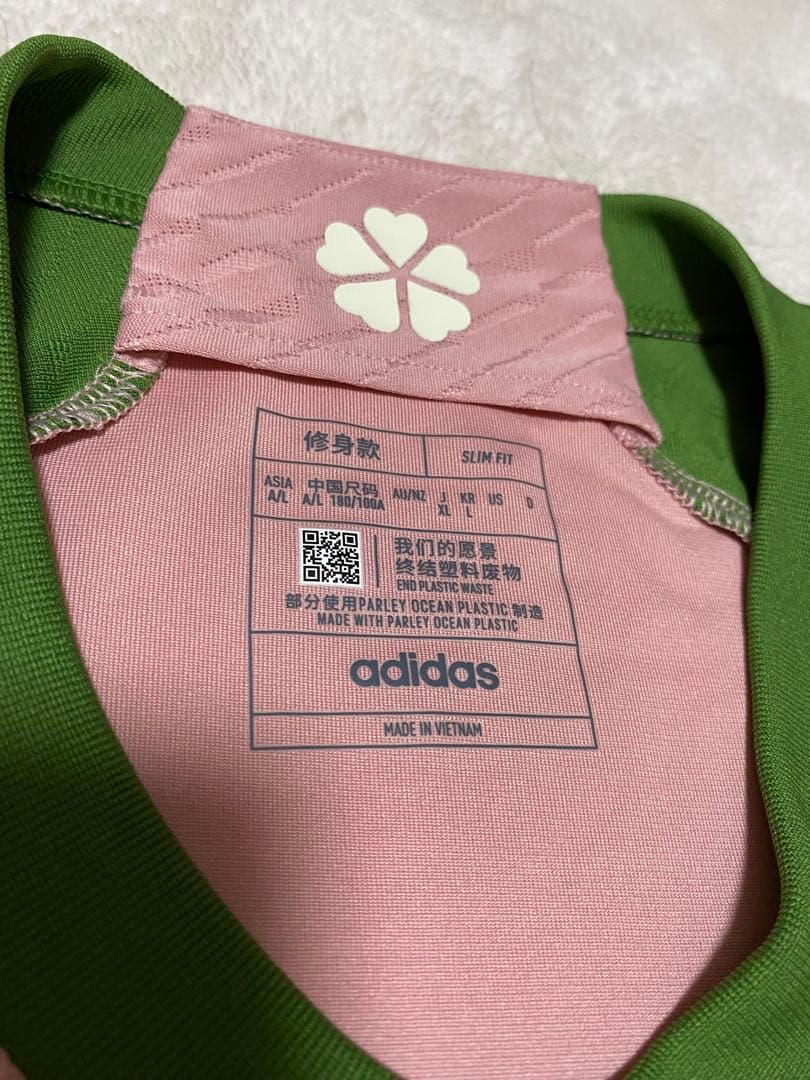 修身款
SLIM FIT
ASIA 中国尺码 AU/NZ J KR US D
A/L A/L 180/100A XL L
我们的愿景
终结塑料废物
END PLASTIC WASTE
部分使用PARLEY OCEAN PLASTIC 制造
MADE WITH PARLEY OCEAN PLASTIC
adidas
MADE IN VIETNAM